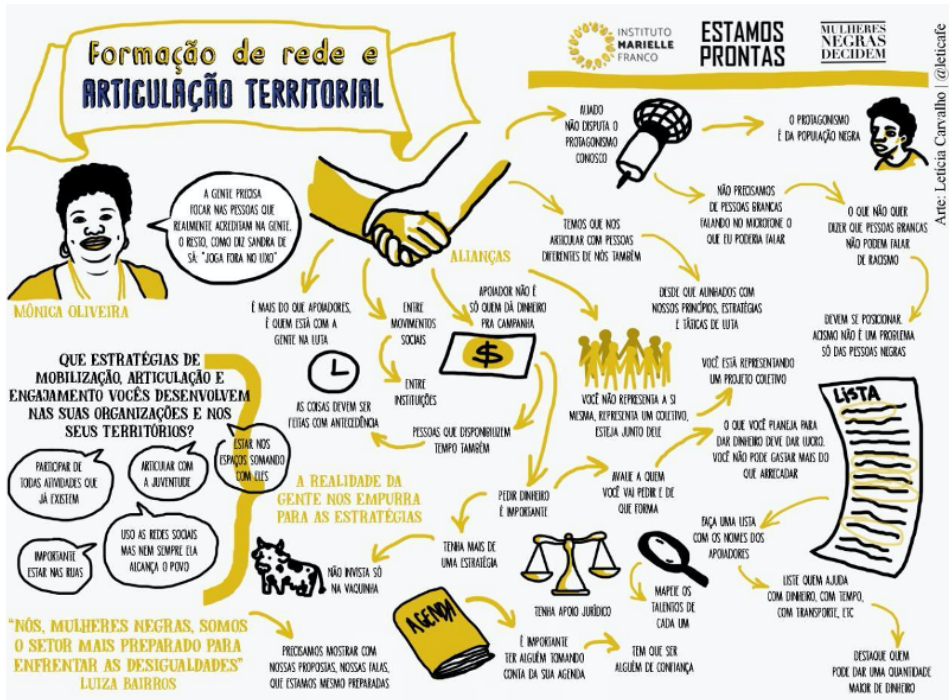 Formação de rede e
ARTICULAÇÃO TERRITORIAL
INSTITUTO
MARIELLE
FRANCO
ESTAMOS
PRONTAS
MULHERES
NEGRAS
DECIDEM
Arte: Leticia Carvalho | @leticafe
MÔNICA OLIVEIRA
A GENTE PRECISA
FOCAR NAS PESSOAS QUE
REALMENTE ACREDITAM NA GENTE.
O RESTO, COMO DIZ SANDRA DE
SÁ: "JOGA FORA NO LIXO"
ALIANÇAS
ALIADO
NÃO DISPUTA O
PROTAGONISMO
CONOSCO
O PROTAGONISMO
É DA POPULAÇÃO NEGRA
NÃO PRECISAMOS
DE PESSOAS BRANCAS
FALANDO NO MICROFONE O
QUE EU PODERIA FALAR
O QUE NÃO QUER
DIZER QUE PESSOAS BRANCAS
NÃO PODEM FALAR
DE RACISMO
DEVEM SE POSICIONAR.
ACISMO NÃO É UM PROBLEMA
SÓ DAS PESSOAS NEGRAS
TEMOS QUE NOS
ARTICULAR COM PESSOAS
DIFERENTES DE NÓS TAMBÉM
DESDE QUE ALINHADOS COM
NOSSOS PRINCÍPIOS, ESTRATÉGIAS
E TÁTICAS DE LUTA
É MAIS DO QUE APOIADORES,
É QUEM ESTÁ COM A
GENTE NA LUTA
ENTRE
MOVIMENTOS
SOCIAIS
ENTRE
INSTITUIÇÕES
APOIADOR NÃO É
SÓ QUEM DÁ DINHEIRO
PRA CAMPANHA
$
AS COISAS DEVEM SER
FEITAS COM ANTECEDÊNCIA
PESSOAS QUE DISPONIBILIZEM
TEMPO TAMBÉM
VOCÊ NÃO REPRESENTA A SI
MESMA, REPRESENTA UM COLETIVO,
ESTEJA JUNTO DELE
VOCÊ ESTÁ REPRESENTANDO
UM PROJETO COLETIVO
QUE ESTRATÉGIAS DE
MOBILIZAÇÃO, ARTICULAÇÃO E
ENGAJAMENTO VOCÊS DESENVOLVEM
NAS SUAS ORGANIZAÇÕES E NOS
SEUS TERRITÓRIOS?
PARTICIPAR DE
TODAS ATIVIDADES QUE
JÁ EXISTEM
ARTICULAR COM
A JUVENTUDE
ESTAR NOS
ESPAÇOS SOMANDO
COM ELES
IMPORTANTE
ESTAR NAS RUAS
USO AS REDES SOCIAIS
MAS NEM SEMPRE ELA
ALCANÇA O POVO
A REALIDADE DA
GENTE NOS EMPURRA
PARA AS ESTRATÉGIAS
PEDIR DINHEIRO
É IMPORTANTE
AVALIE A QUEM
VOCÊ VAI PEDIR E DE
QUE FORMA
O QUE VOCÊ PLANEJA PARA
DAR DINHEIRO DEVE DAR LUCRO.
VOCÊ NÃO PODE GASTAR MAIS DO
QUE ARRECADAR
LISTA
FAÇA UMA LISTA
COM OS NOMES DOS
APOIADORES
LISTE QUEM AJUDA
COM DINHEIRO, COM TEMPO,
COM TRANSPORTE, ETC
DESTAQUE QUEM
PODE DAR UMA QUANTIDADE
MAIOR DE DINHEIRO
TENHA MAIS DE
UMA ESTRATÉGIA
NÃO INVISTA SÓ
NA VAQUINHA
PRECISAMOS MOSTRAR COM
NOSSAS PROPOSTAS, NOSSAS FALAS,
QUE ESTAMOS MESMO PREPARADAS
AGENDA
É IMPORTANTE
TER ALGUÉM TOMANDO
CONTA DA SUA AGENDA
TEM QUE SER
ALGUÉM DE CONFIANÇA
TENHA APOIO JURÍDICO
MAPEIE OS
TALENTOS DE
CADA UM
"NÓS, MULHERES NEGRAS, SOMOS
O SETOR MAIS PREPARADO PARA
ENFRENTAR AS DESIGUALDADES"
LUIZA BAIRROS